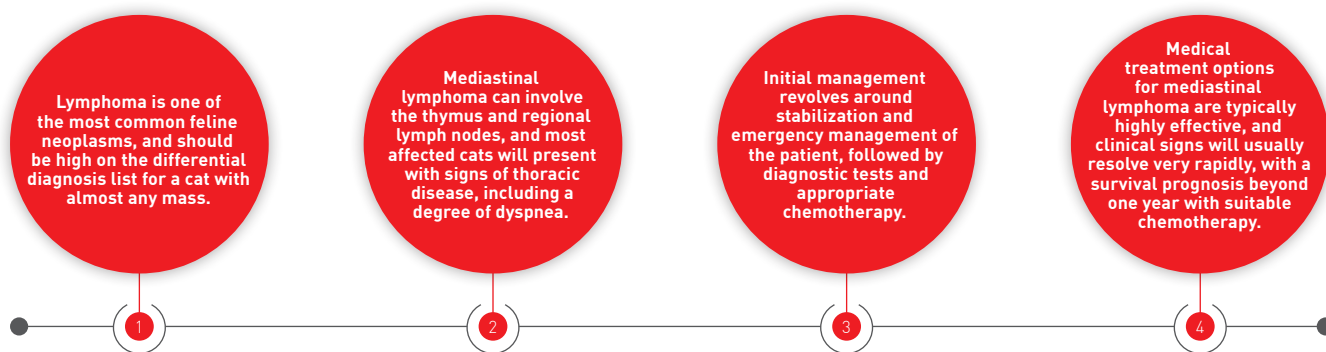 Lymphoma is one of
the most common feline
neoplasms, and should
be high on the differential
diagnosis list for a cat with
almost any mass.
1
Mediastinal
lymphoma can involve
the thymus and regional
lymph nodes, and most
affected cats will present
with signs of thoracic
disease, including a
degree of dyspnea.
2
Initial management
revolves around
stabilization and
emergency management of
the patient, followed by
diagnostic tests and
appropriate
chemotherapy.
3
Medical
treatment options
for mediastinal
lymphoma are typically
highly effective, and
clinical signs will usually
resolve very rapidly, with a
survival prognosis beyond
one year with suitable
chemotherapy.
4